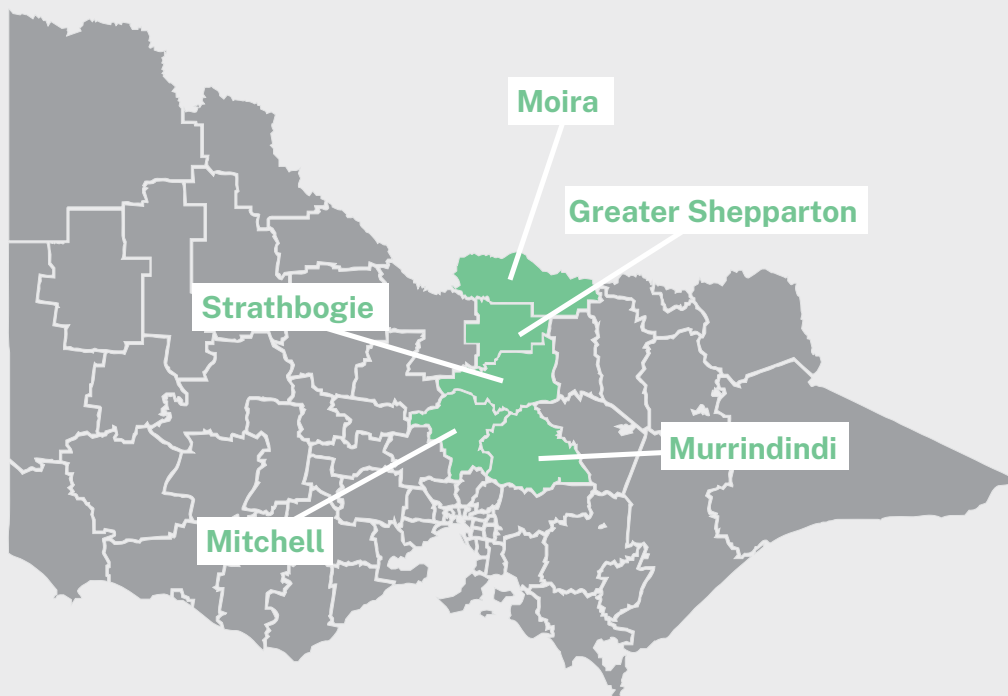 Moira
Greater Shepparton
Strathbogie
Murrindindi
Mitchell